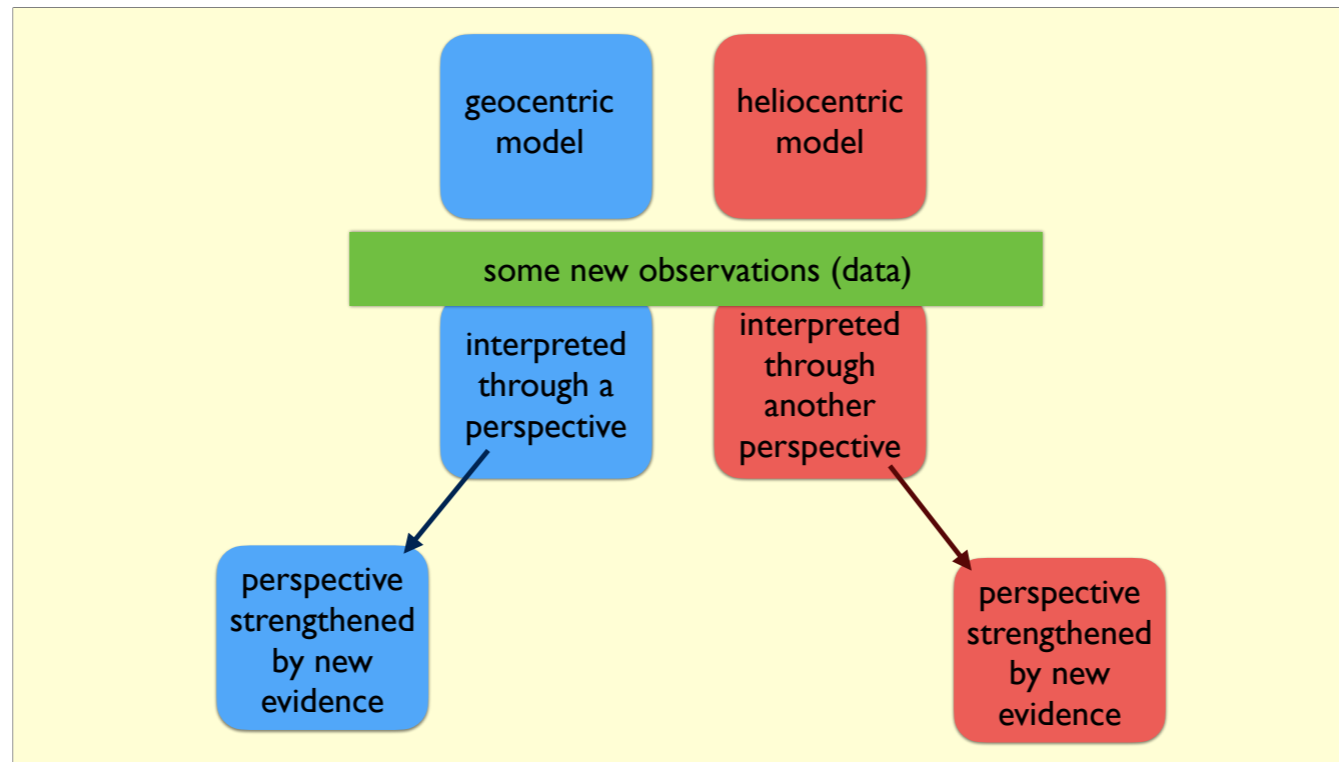 geocentric
model
heliocentric
model
some new observations (data)
interpreted
through a
perspective
interpreted
through
another
perspective
perspective
strengthened
by new
evidence
perspective
strengthened
by new
evidence